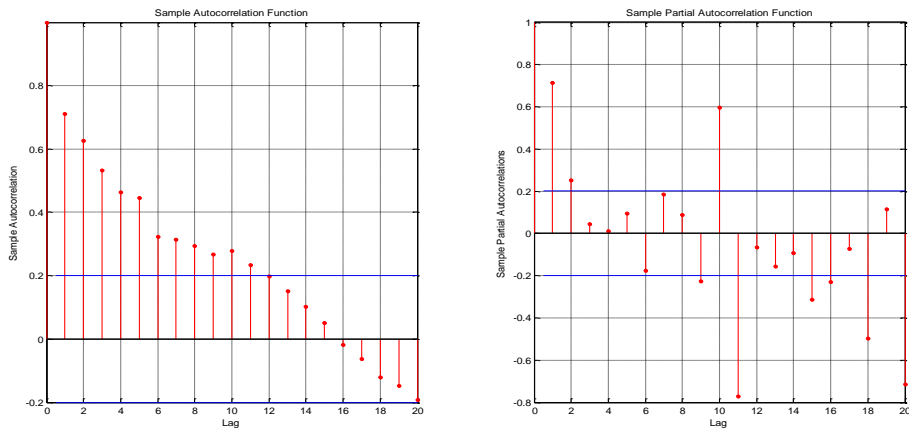 Sample Autocorrelation Function
Sample Autocorrelation
0.8
0.6
0.4
0.2
0
-0.2
0 2 4 6 8 10 12 14 16 18 20
Lag
Sample Partial Autocorrelation Function
Sample Partial Autocorrelations
1
0.8
0.6
0.4
0.2
0
-0.2
-0.4
-0.6
-0.8
0 2 4 6 8 10 12 14 16 18 20
Lag